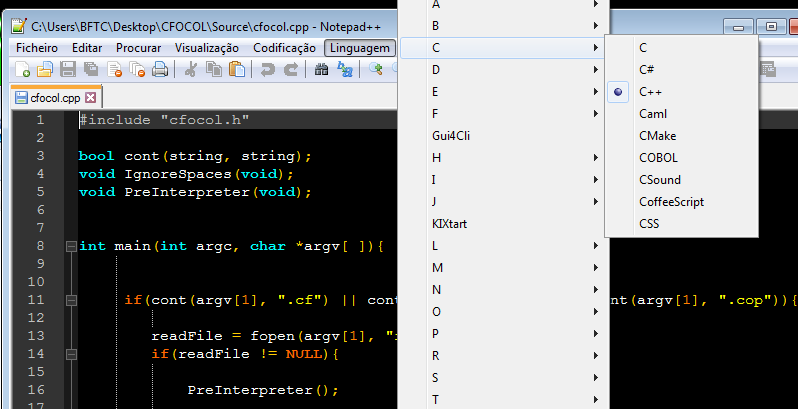 C:\Users\BFTC\Desktop\CFOCOL\Source\cfocol.cpp - Notepad++
Ficheiro Editar Procurar Visualização Codificação Linguagem
cfocol.cpp
1 #include "cfocol.h"
2
3 bool cont(string, string);
4 void IgnoreSpaces(void);
5 void PreInterpreter(void);
6
7
8 int main(int argc, char *argv[ ]){
9
10
11 if(cont(argv[1], ".cf") || cont nt(argv[1], ".cop")){
12
13 readFile = fopen(argv[1], "
14 if(readFile != NULL){
15
16 PreInterpreter();
A
B
C
D
E
F
Gui4Cli
H
I
J
KIXtart
L
M
N
O
P
R
S
T
C
C#
C++
Caml
CMake
COBOL
CSound
CoffeeScript
CSS